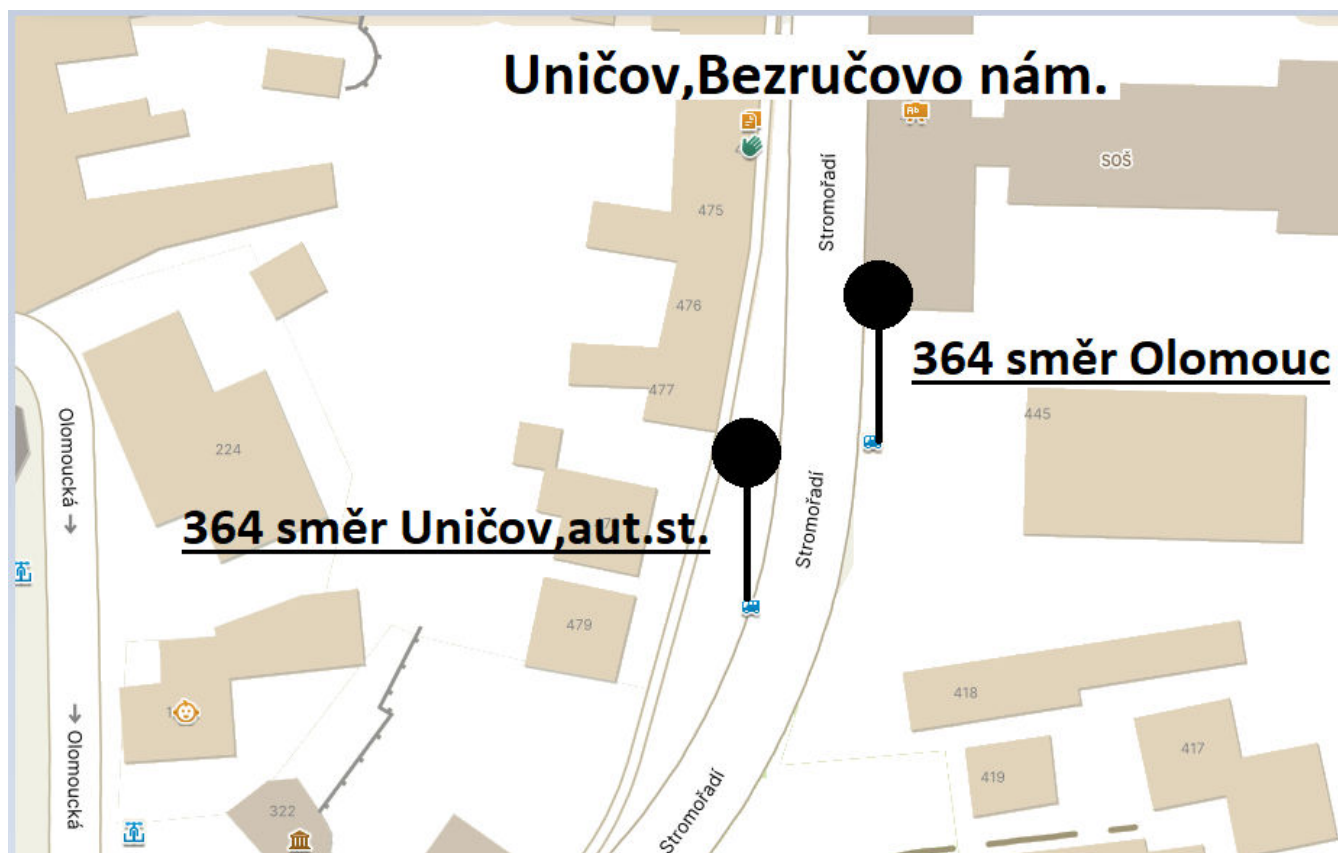 Uničov,Bezručovo nám.
Ab
SOŠ
Stromořadí
475
476
364 směr Olomouc
477
445
Olomoucká →
224
Stromořadí
364 směr Uničov,aut.st.
479
418
→ Olomoucká
417
419
322
Stromořadí